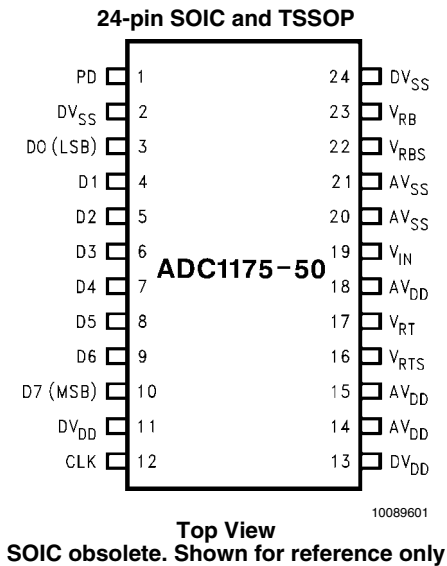 24-pin SOIC and TSSOP
PD 1 24 DVSS
DVSS 2 23 VRB
D0 (LSB) 3 22 VRBS
D1 4 21 AVSS
D2 5 20 AVSS
D3 6 19 VIN
ADC1175-50
D4 7 18 AVDD
D5 8 17 VRT
D6 9 16 VRTS
D7 (MSB) 10 15 AVDD
DVDD 11 14 AVDD
CLK 12 13 DVDD
10089601
Top View
SOIC obsolete. Shown for reference only